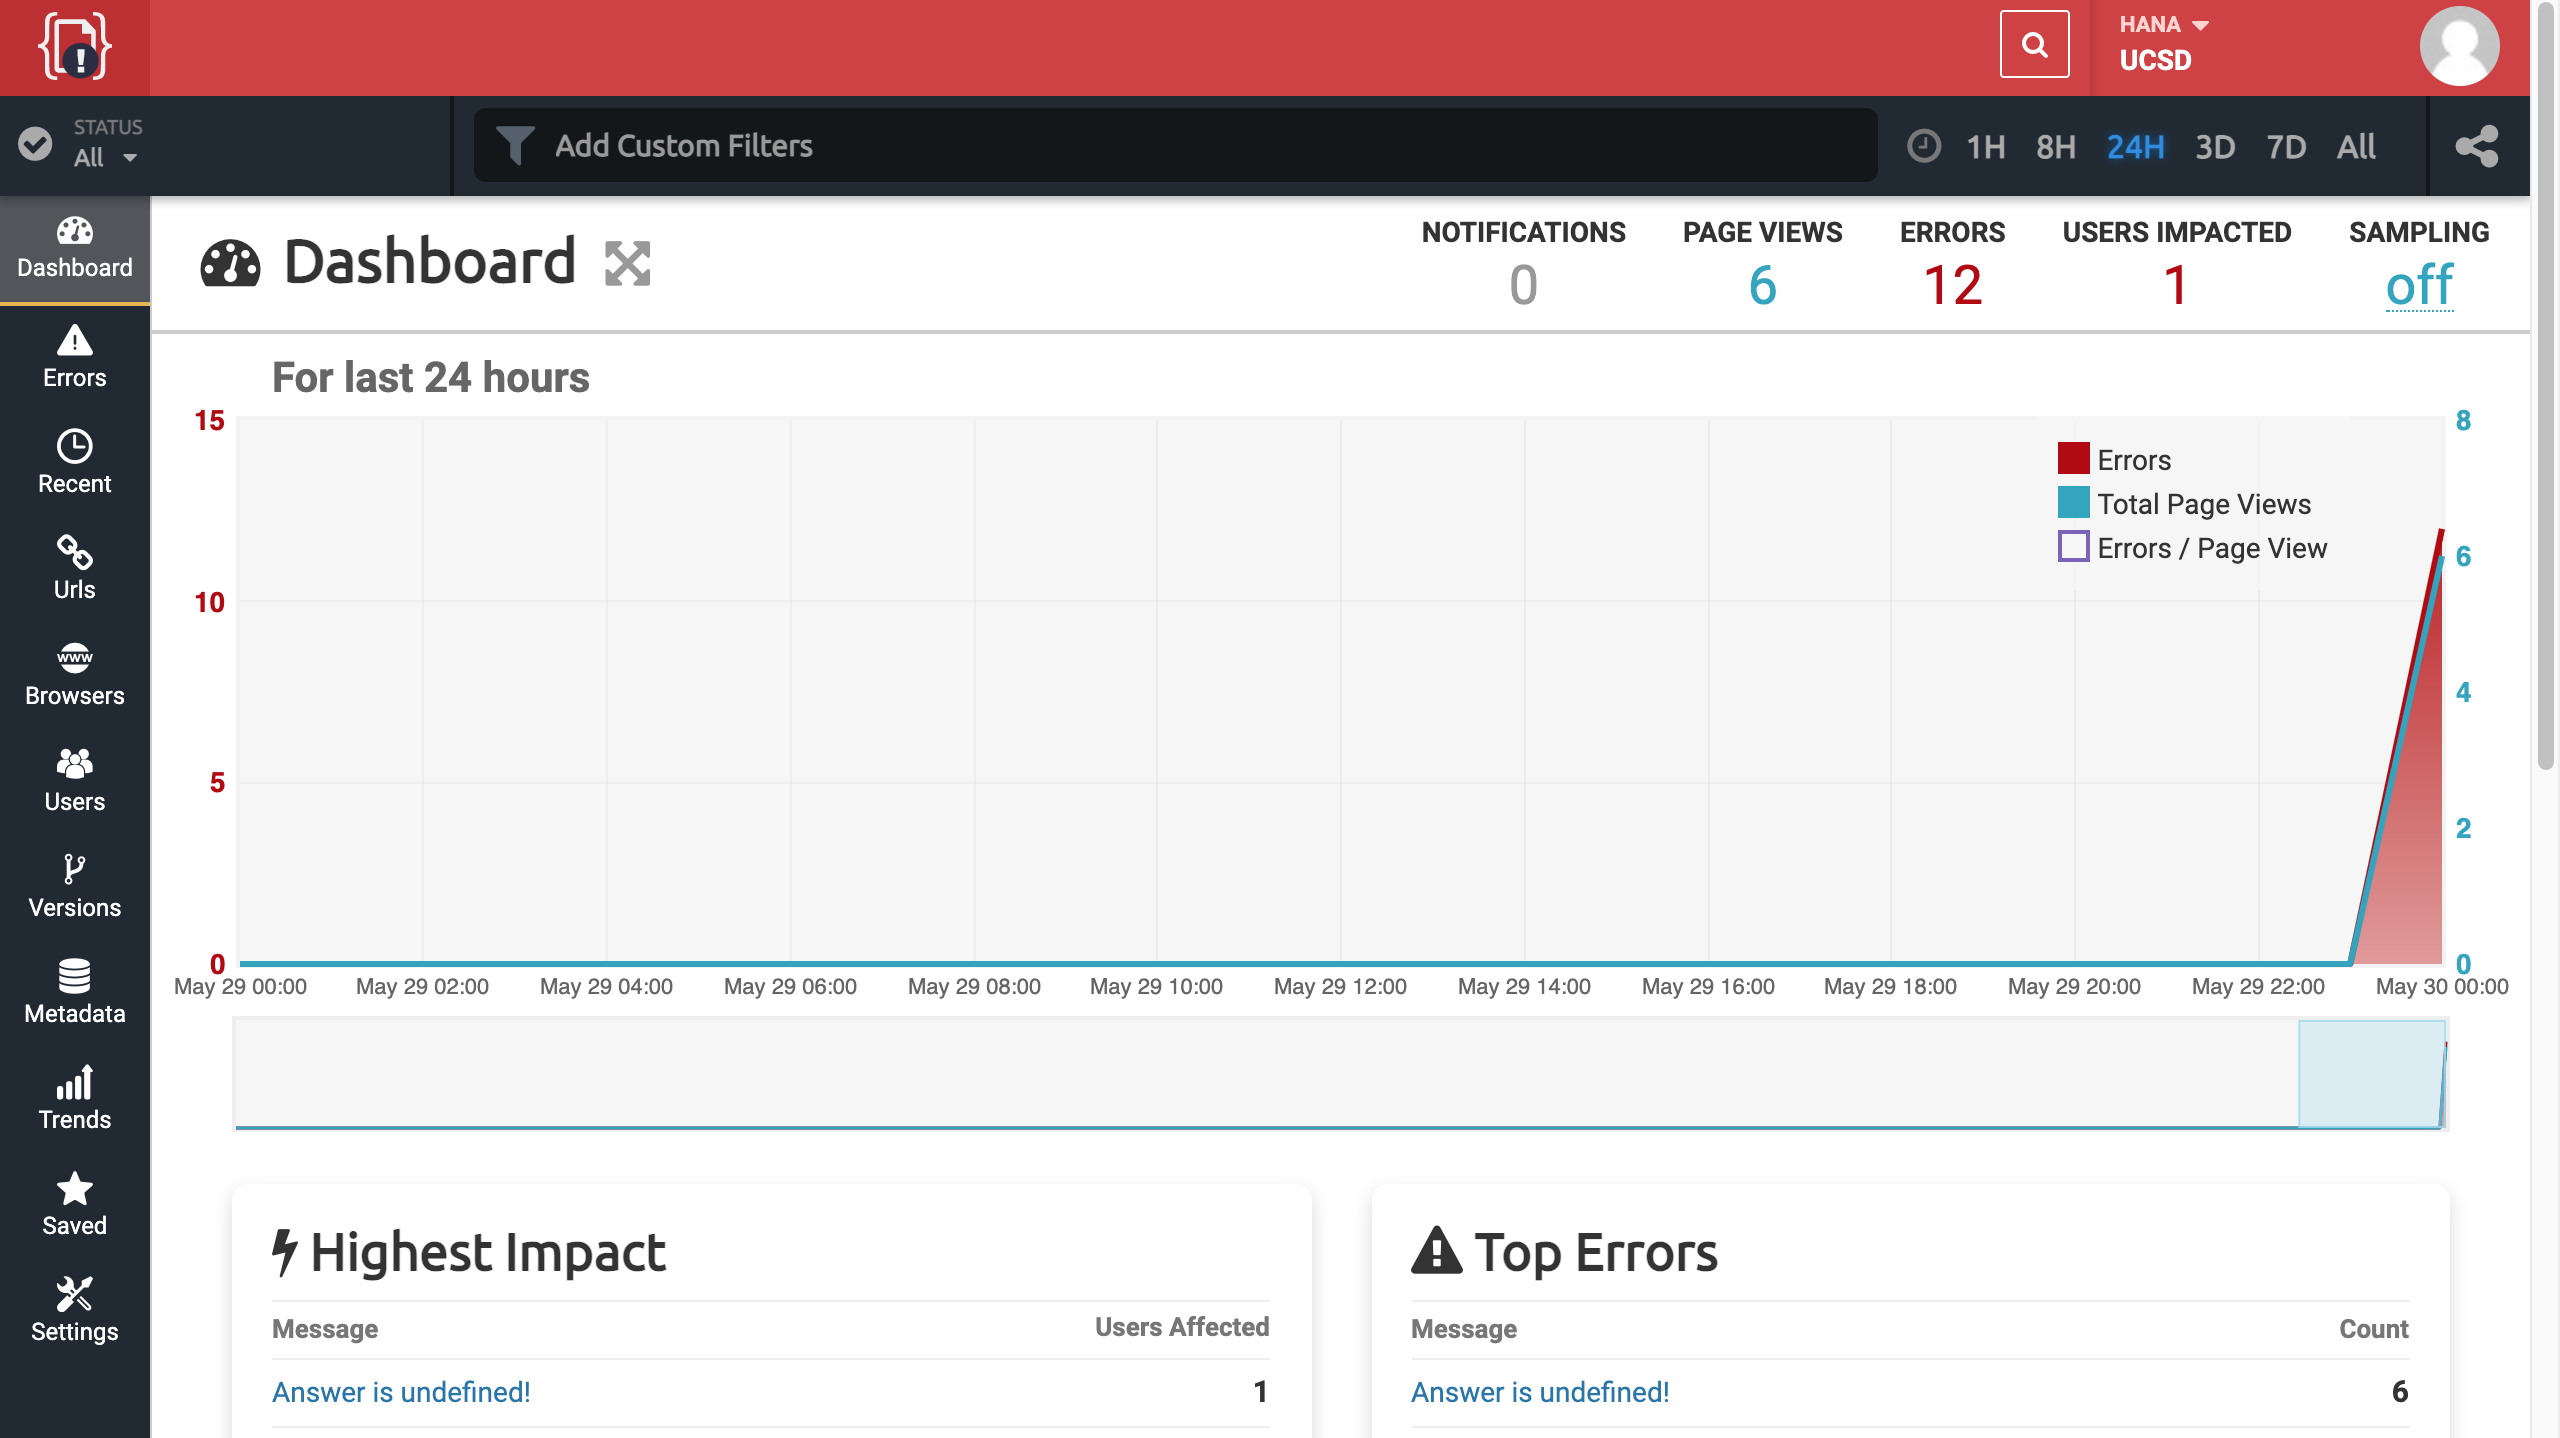 HANA
UCSD
STATUS
All
Add Custom Filters
1H 8H 24H 3D 7D All
Dashboard
Errors
Recent
Urls
WWW
Browsers
Users
Versions
Metadata
Trends
Saved
Settings
Dashboard
NOTIFICATIONS PAGE VIEWS ERRORS USERS IMPACTED SAMPLING
0 6 12 1 off
For last 24 hours
15
10
5
0
8
6
4
2
0
Errors
Total Page Views
Errors / Page View
May 29 00:00 May 29 02:00 May 29 04:00 May 29 06:00 May 29 08:00 May 29 10:00 May 29 12:00 May 29 14:00 May 29 16:00 May 29 18:00 May 29 20:00 May 29 22:00 May 30 00:00
Highest Impact
Message Users Affected
Answer is undefined! 1
Top Errors
Message Count
Answer is undefined! 6